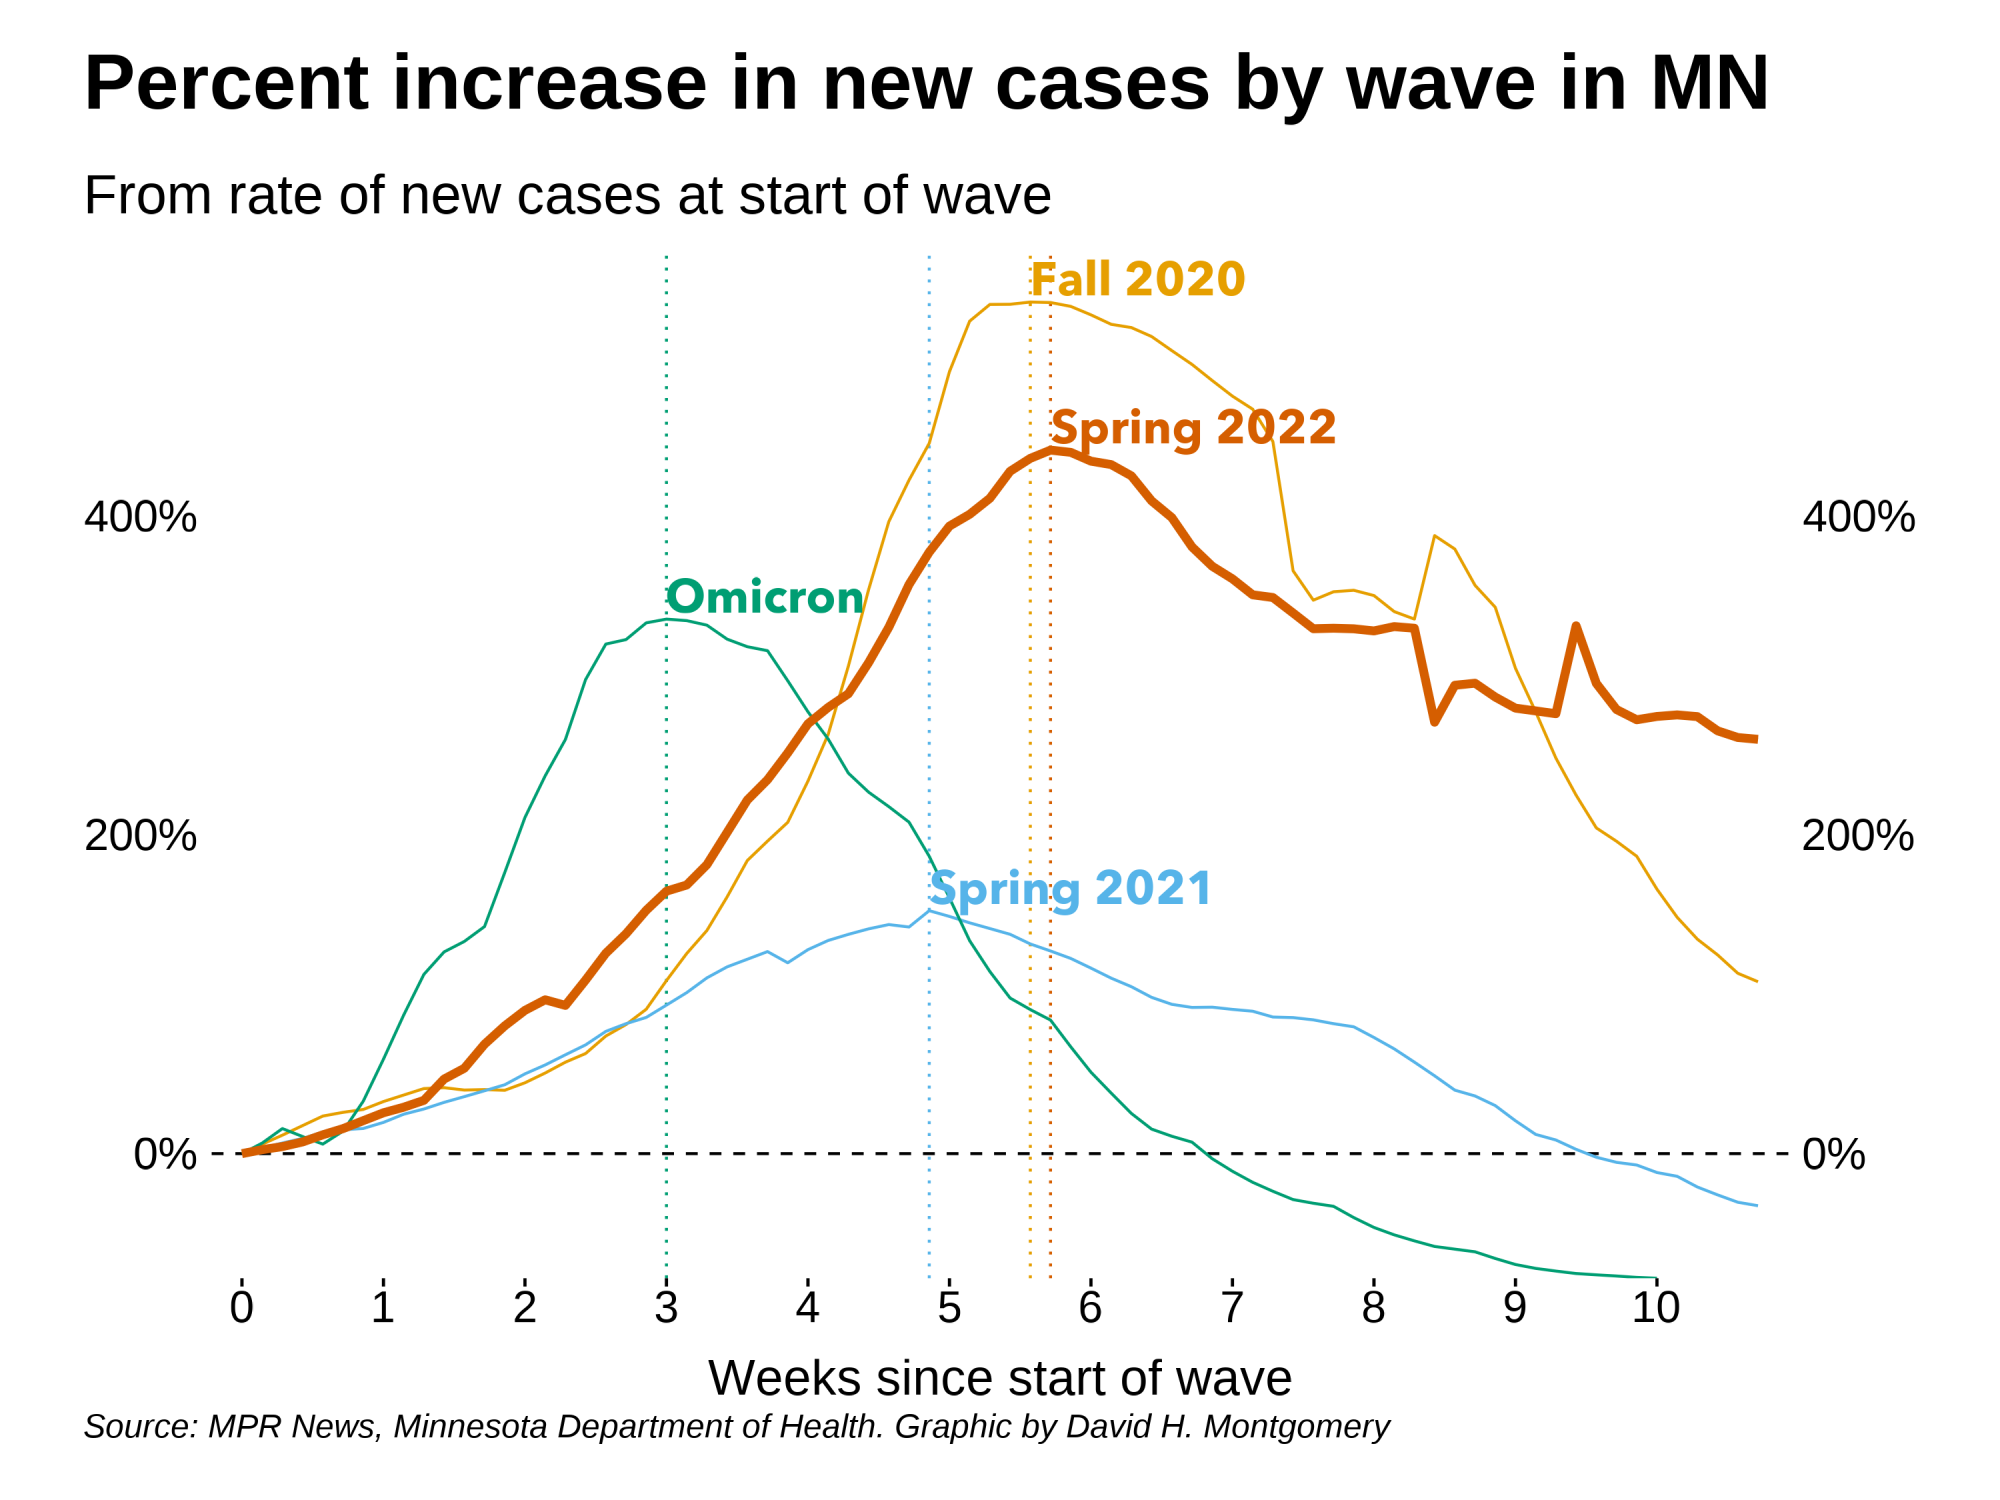 Percent increase in new cases by wave in MN
From rate of new cases at start of wave
Fall 2020
Spring 2022
400%
400%
Omicron
200%
200%
Spring 2021
0%
0%
0 1 2 3 4 5 6 7 8 9 10
Weeks since start of wave
Source: MPR News, Minnesota Department of Health. Graphic by David H. Montgomery